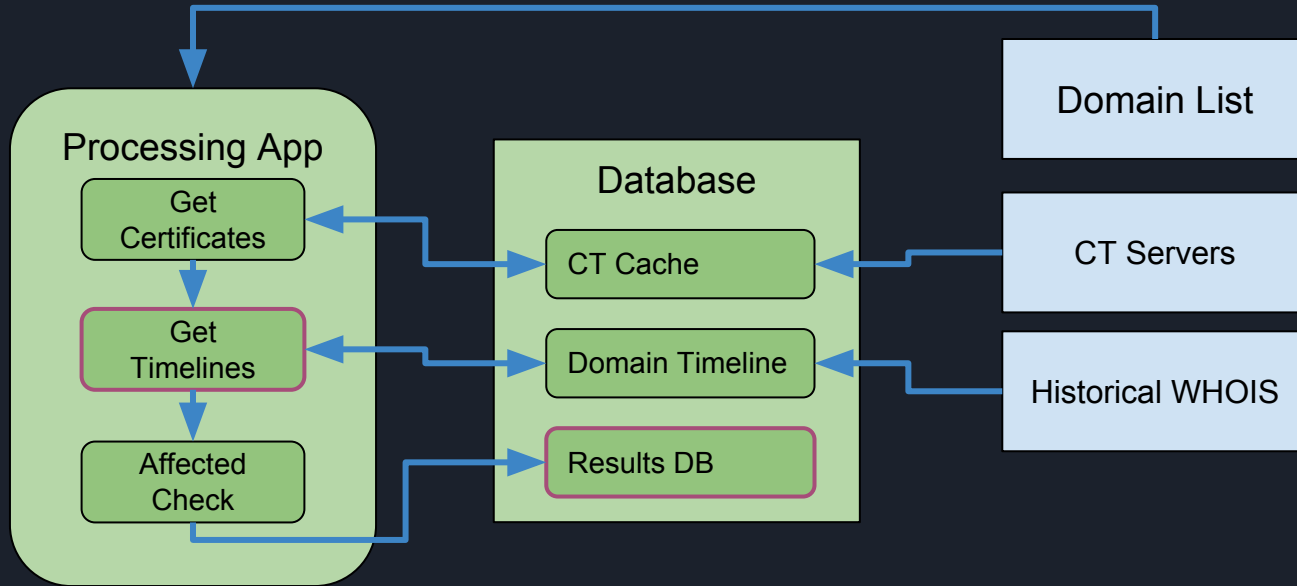 Processing App
Get
Certificates
Get
Timelines
Affected
Check
Database
CT Cache
Domain Timeline
Results DB
Domain List
CT Servers
Historical WHOIS